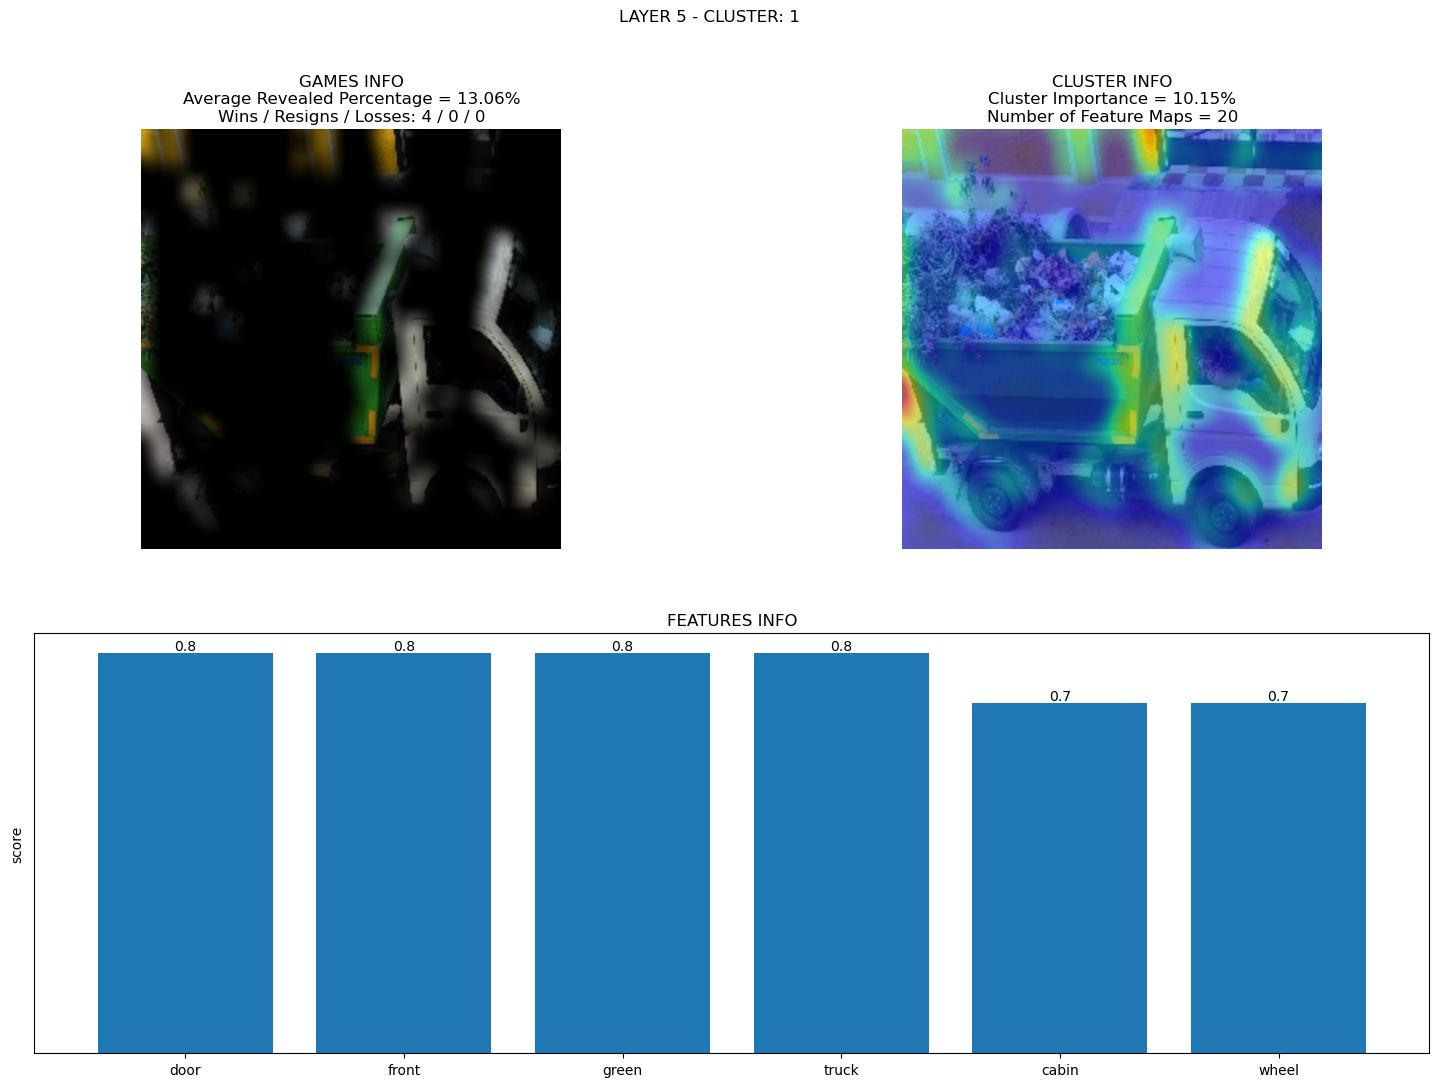 LAYER 5 - CLUSTER: 1
GAMES INFO
Average Revealed Percentage = 13.06%
Wins / Resigns / Losses: 4 / 0 / 0
CLUSTER INFO
Cluster Importance = 10.15%
Number of Feature Maps = 20
FEATURES INFO
score
0.8
0.8
0.8
0.8
0.7
0.7
door
front
green
truck
cabin
wheel